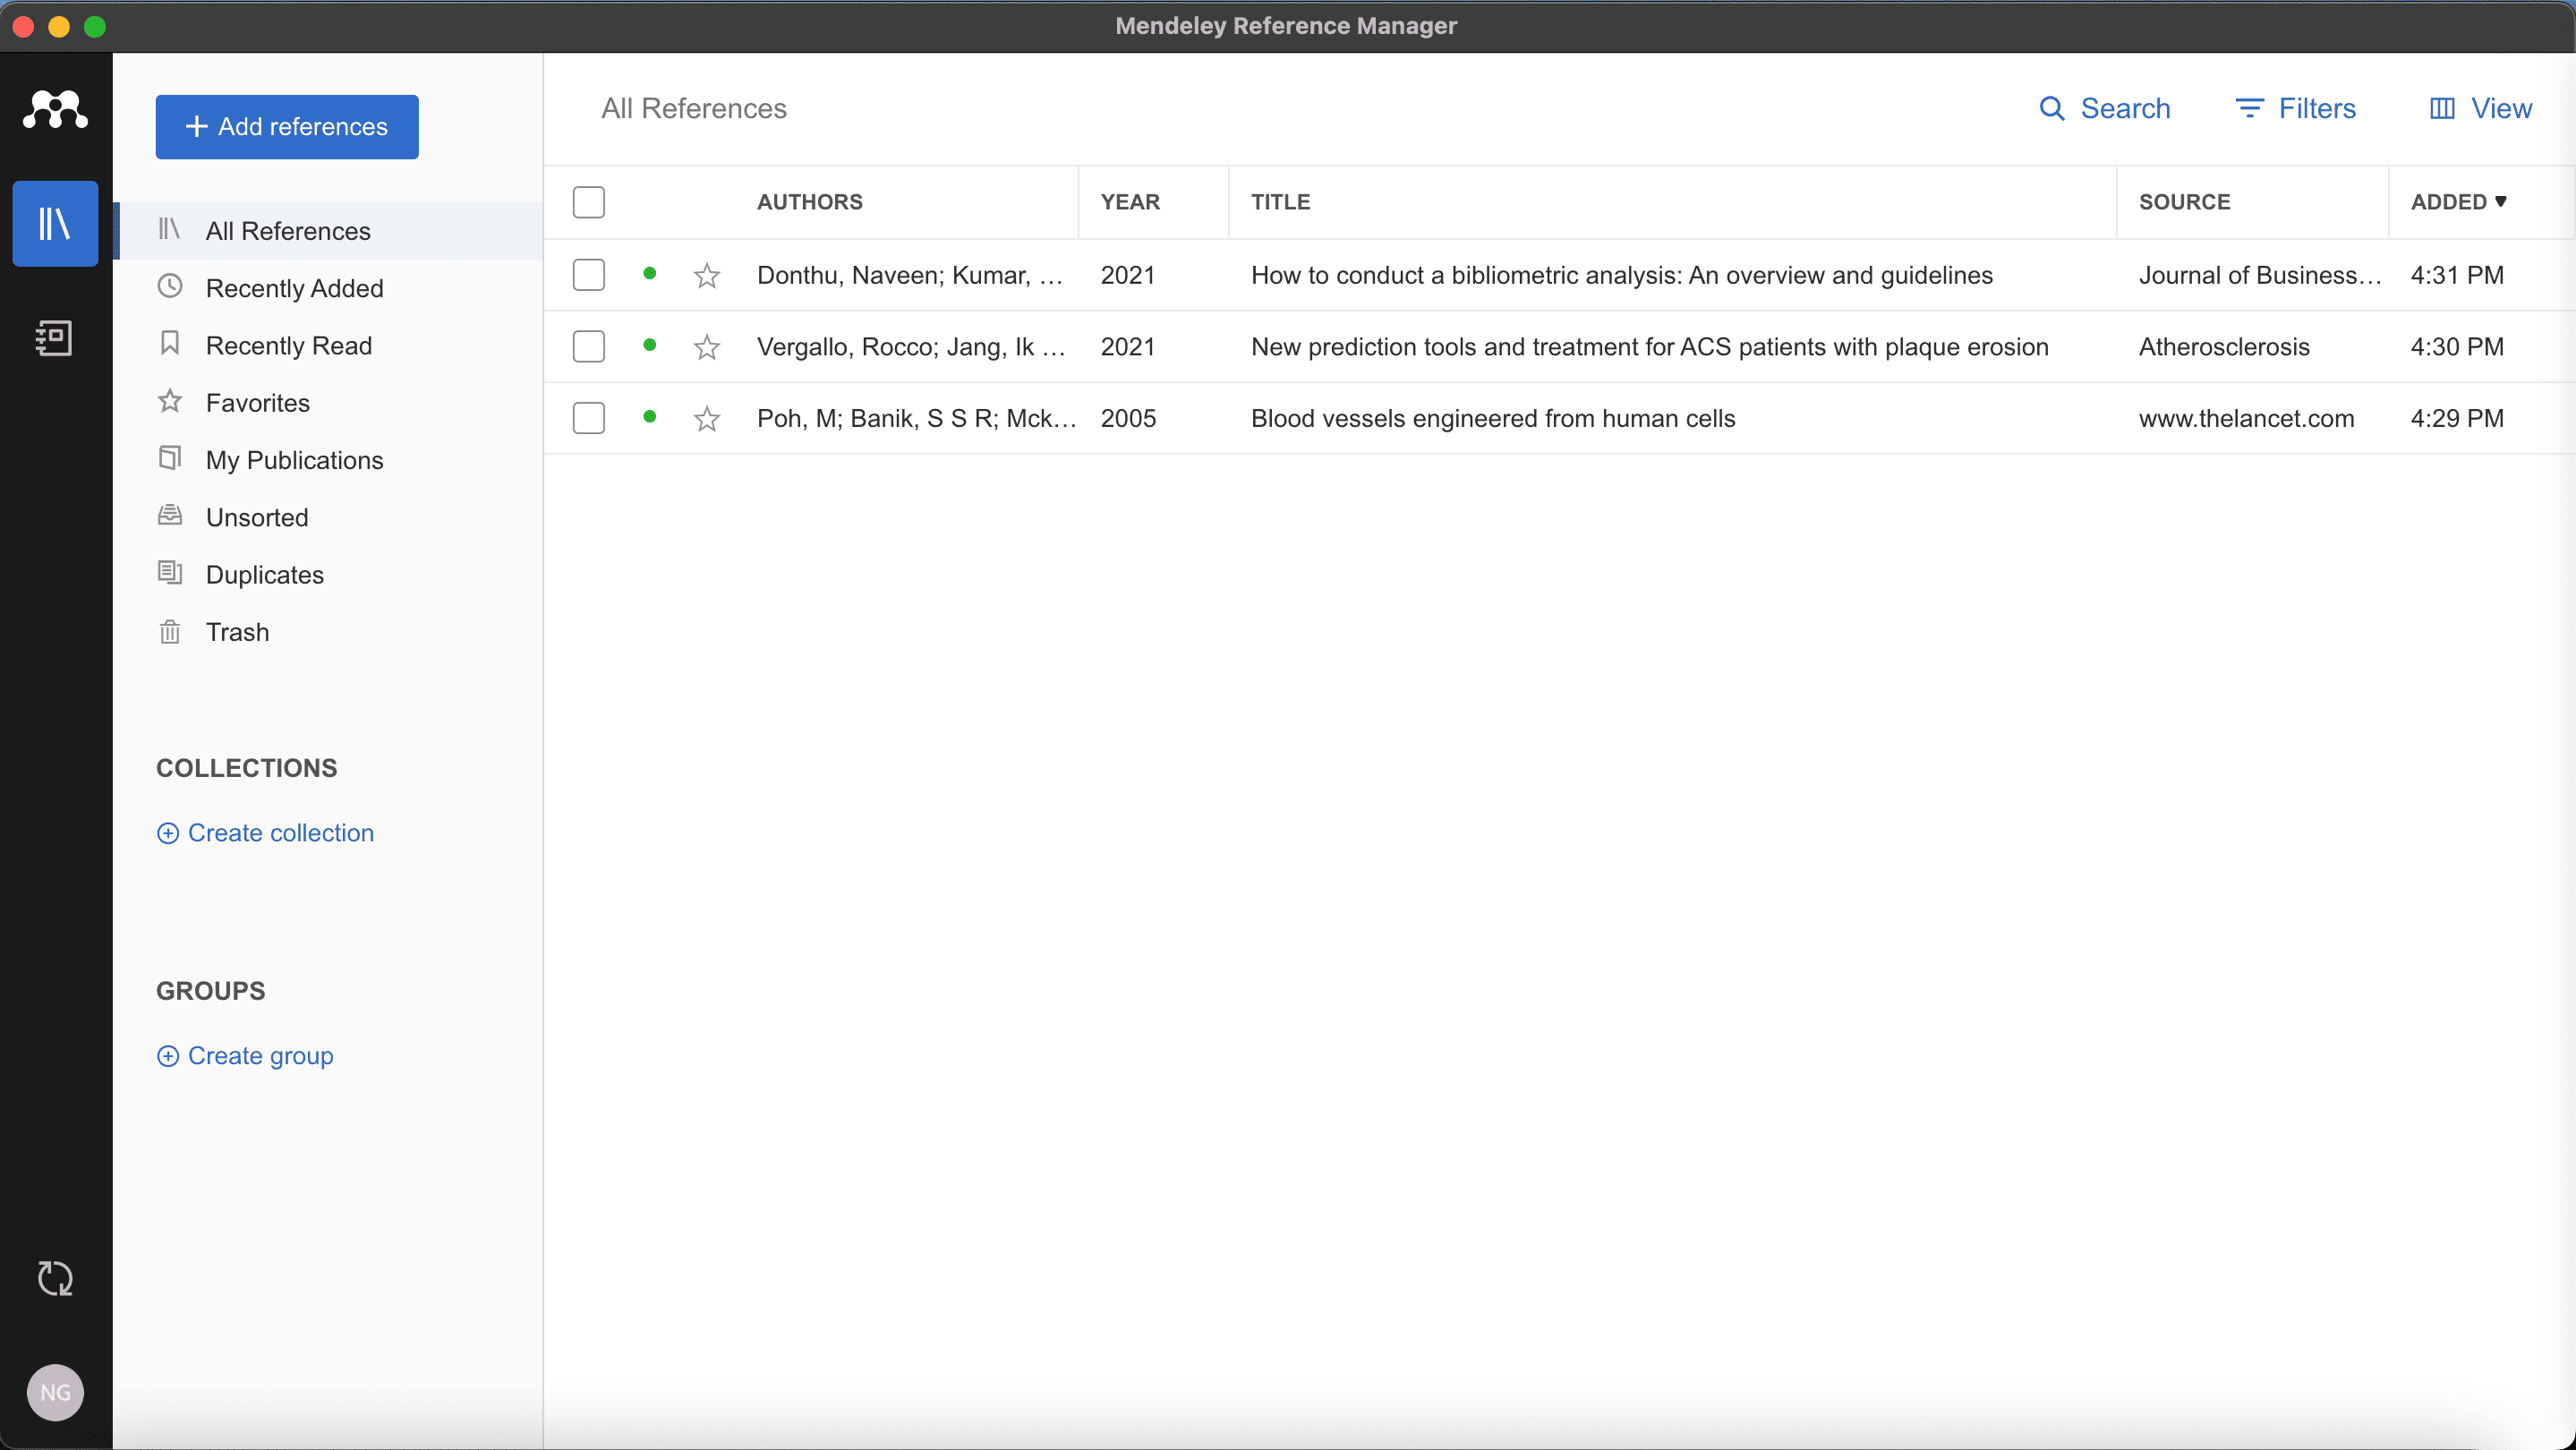 Mendeley Reference Manager
+ Add references
All References
Recently Added
Recently Read
Favorites
My Publications
Unsorted
Duplicates
Trash
COLLECTIONS
Create collection
GROUPS
Create group
NG
All References
Search
Filters
View
AUTHORS YEAR TITLE SOURCE ADDED ▼
Donthu, Naveen; Kumar, … 2021 How to conduct a bibliometric analysis: An overview and guidelines Journal of Business… 4:31 PM
Vergallo, Rocco; Jang, Ik … 2021 New prediction tools and treatment for ACS patients with plaque erosion Atherosclerosis 4:30 PM
Poh, M; Banik, S S R; Mck… 2005 Blood vessels engineered from human cells www.thelancet.com 4:29 PM